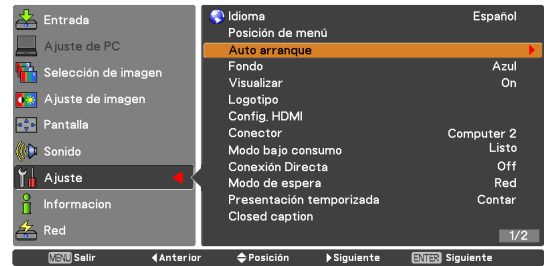 Entrada
Ajuste de PC
Selección de imagen
Ajuste de imagen
Pantalla
Sonido
Ajuste
Informacion
Red
Idioma Español
Posición de menú
Auto arranque
Fondo Azul
Visualizar On
Logotipo
Config. HDMI
Conector Computer 2
Modo bajo consumo Listo
Conexión Directa Off
Modo de espera Red
Presentación temporizada Contar
Closed caption
1/2
MENU Salir Anterior Posición Siguiente ENTER Siguiente